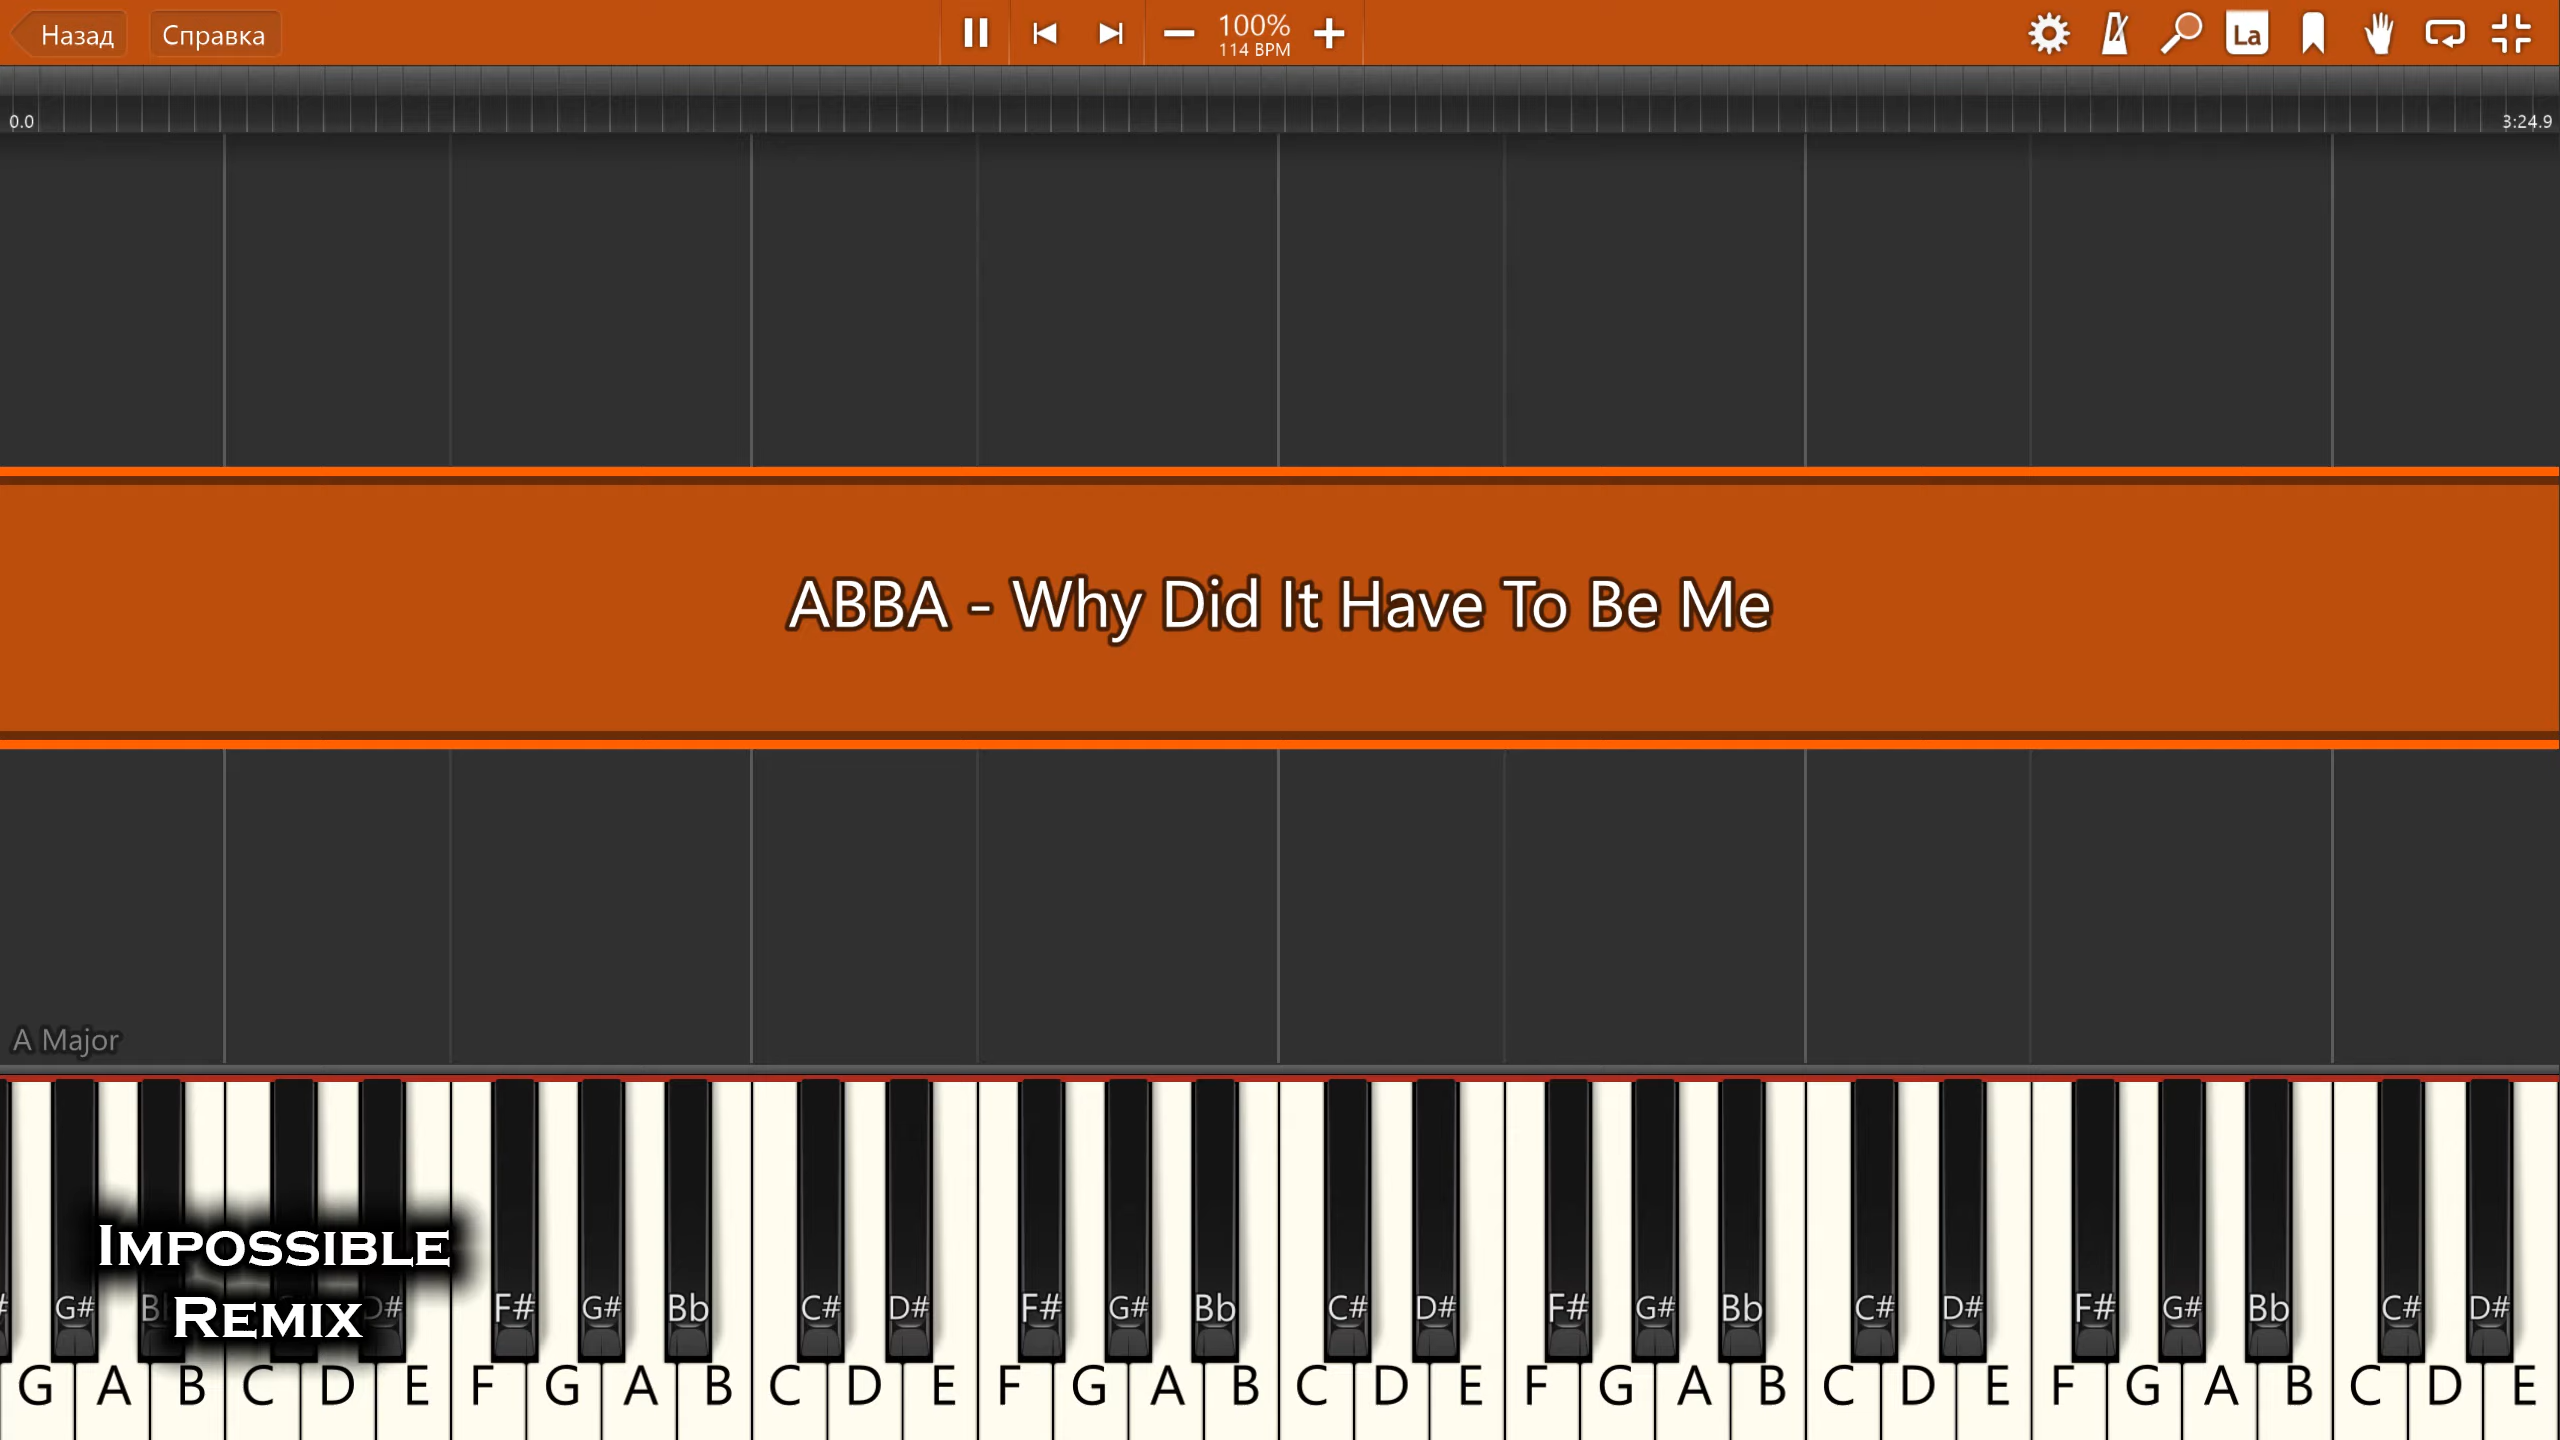 Назад Справка 100% La
114 BPM
0.0 3:24.9
ABBA - Why Did It Have To Be Me
A Major
Impossible
Remix
G# D# F# G# Bb C# D# F# G# Bb C# D# F# G# Bb C# D# F# G# Bb C# D#
G A B C D E F G A B C D E F G A B C D E F G A B C D E F G A B C D E